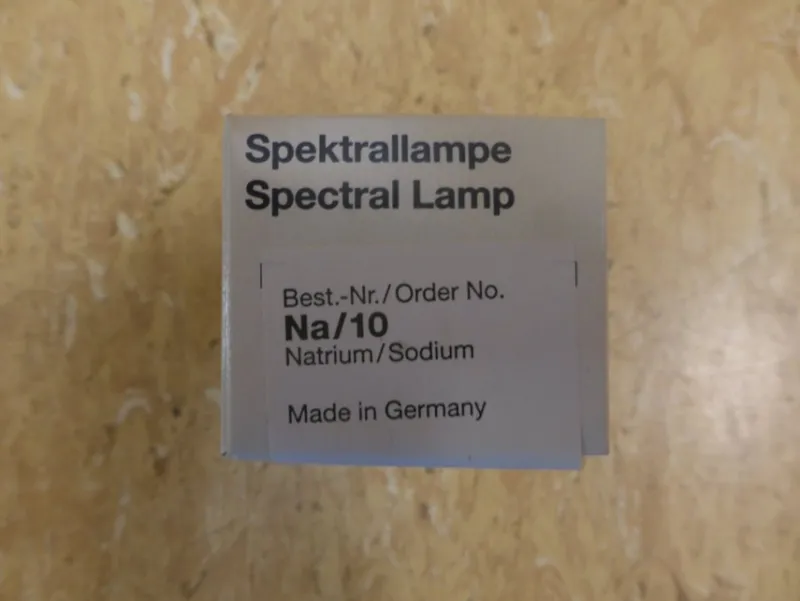 Spektrallampe
Spectral Lamp
Best.-Nr./Order No.
Na/10
Natrium/Sodium
Made in Germany